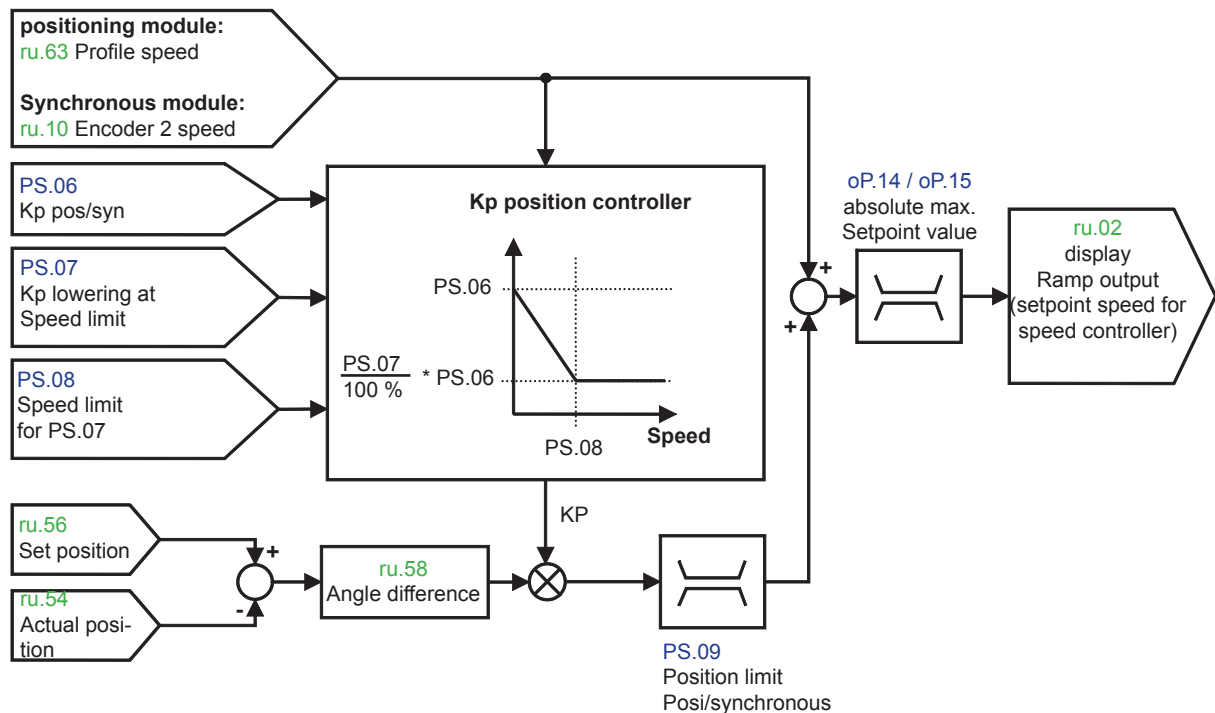 positioning module:
ru.63 Profile speed
Synchronous module:
ru.10 Encoder 2 speed
PS.06
Kp pos/syn
PS.07
Kp lowering at
Speed limit
PS.08
Speed limit
for PS.07
Kp position controller
PS.06
PS.07
100 %
* PS.06
PS.08
Speed
KP
oP.14 / oP.15
absolute max.
Setpoint value
+
+
ru.02
display
Ramp output
(setpoint speed for
speed controller)
ru.56
Set position
ru.54
Actual posi-
tion
+
-
ru.58
Angle difference
PS.09
Position limit
Posi/synchronous